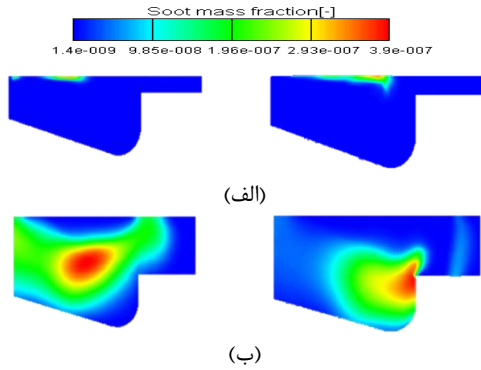 Soot mass fraction[-]
1.4e-009 9.85e-008 1.96e-007 2.93e-007 3.9e-007
(الف)
(ب)